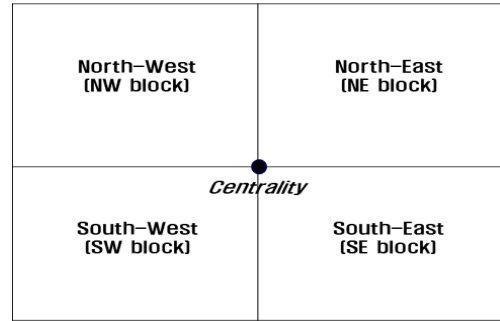 North-West
(NW block)
North-East
(NE block)
Centrality
South-West
(SW block)
South-East
(SE block)